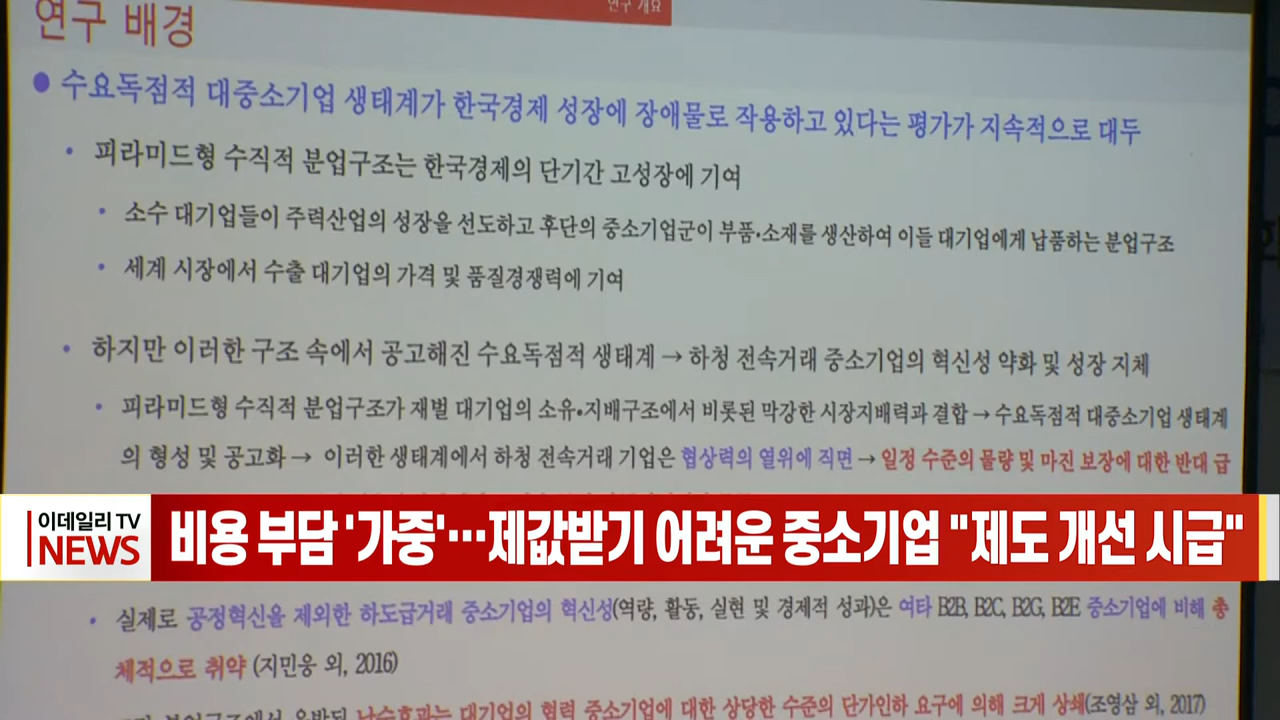 연구 개요
연구 배경
● 수요독점적 대중소기업 생태계가 한국경제 성장에 장애물로 작용하고 있다는 평가가 지속적으로 대두
• 피라미드형 수직적 분업구조는 한국경제의 단기간 고성장에 기여
• 소수 대기업들이 주력산업의 성장을 선도하고 후단의 중소기업군이 부품•소재를 생산하여 이들 대기업에게 납품하는 분업구조
• 세계 시장에서 수출 대기업의 가격 및 품질경쟁력에 기여
• 하지만 이러한 구조 속에서 공고해진 수요독점적 생태계 → 하청 전속거래 중소기업의 혁신성 약화 및 성장 지체
• 피라미드형 수직적 분업구조가 재벌 대기업의 소유•지배구조에서 비롯된 막강한 시장지배력과 결합 → 수요독점적 대중소기업 생태계
의 형성 및 공고화 → 이러한 생태계에서 하청 전속거래 기업은 협상력의 열위에 직면 → 일정 수준의 물량 및 마진 보장에 대한 반대 급
이데일리 TV
NEWS
비용 부담 '가중'…제값받기 어려운 중소기업 "제도 개선 시급"
• 실제로 공정혁신을 제외한 하도급거래 중소기업의 혁신성(역량, 활동, 실현 및 경제적 성과)은 여타 B2B, B2C, B2G, B2E 중소기업에 비해 총
체적으로 취약 (지민웅 외, 2016)
분업구조에서 유발된 낙수효과는 대기업의 협력 중소기업에 대한 상당한 수준의 단가인하 요구에 의해 크게 상쇄(조영삼 외, 2017)